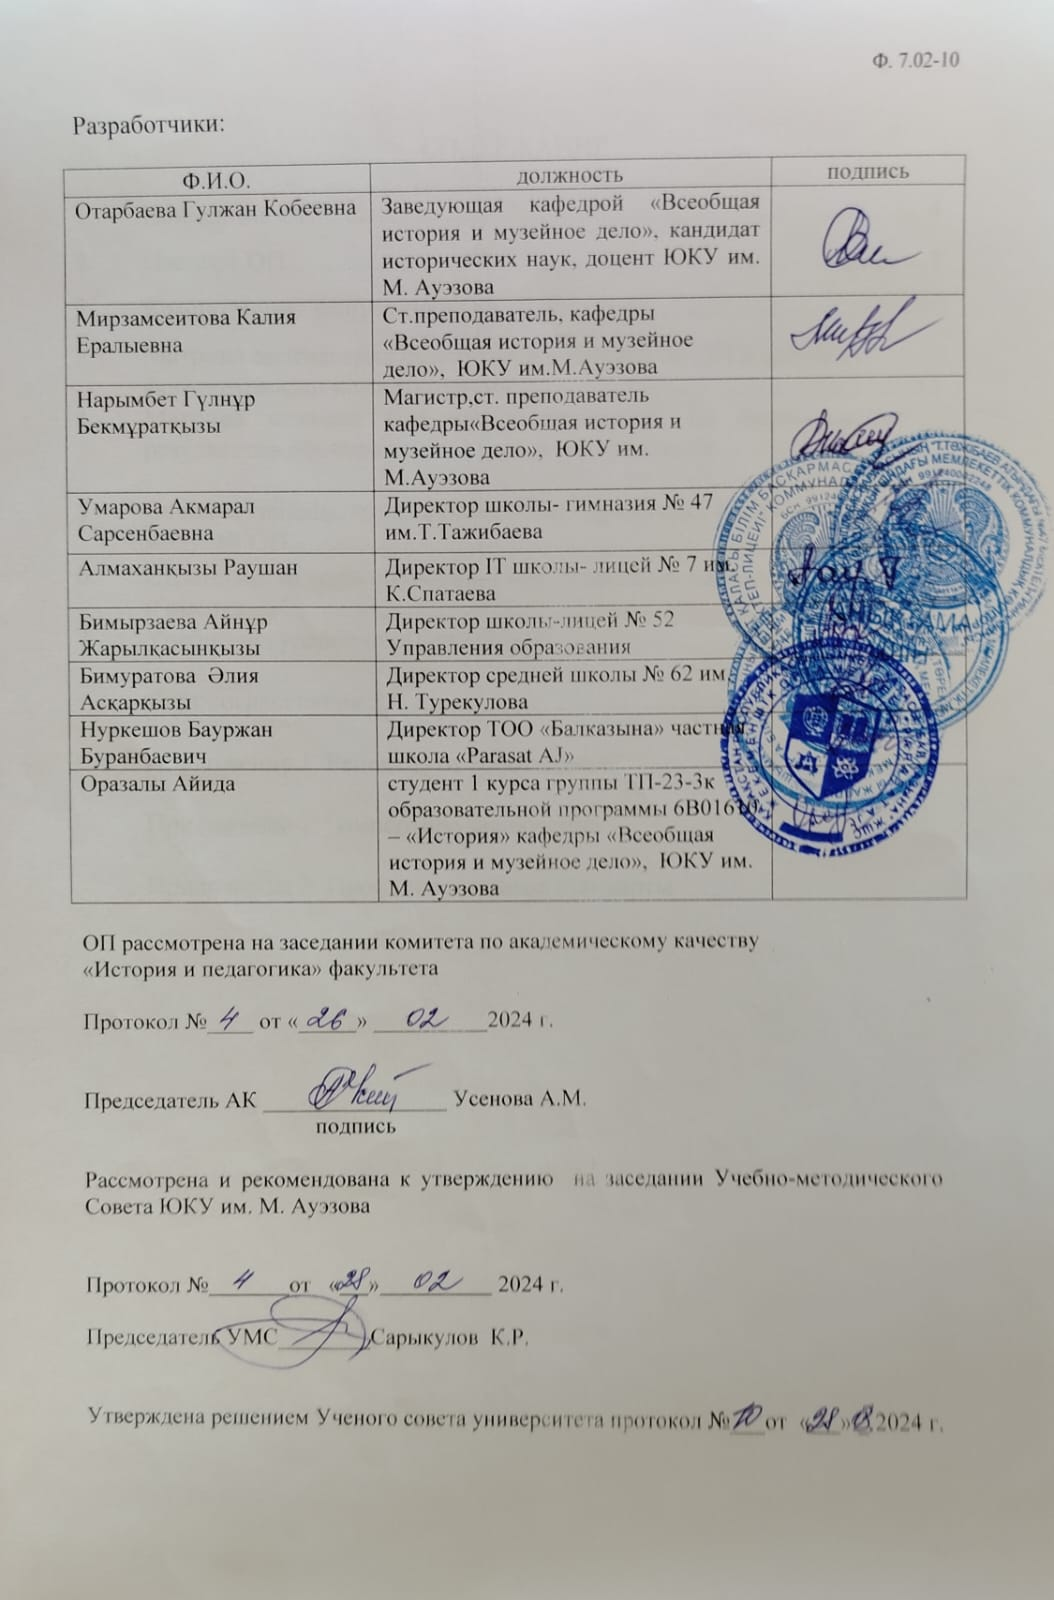 Ф. 7.02-10
Разработчики:
Ф.И.О. должность подпись
Отарбаева Гулжан Кобеевна Заведующая кафедрой «Всеобщая
история и музейное дело», кандидат
исторических наук, доцент ЮКУ им.
М. Ауэзова
Мирзамсеитова Калия Ст.преподаватель, кафедры
Ералыевна «Всеобщая история и музейное
дело», ЮКУ им.М.Ауэзова
Нарымбет Гүлнұр Магистр,ст. преподаватель
Бекмұратқызы кафедры«Всеобщая история и
музейное дело», ЮКУ им.
М.Ауэзова
Умарова Акмарал Директор школы- гимназия № 47
Сарсенбаевна им.Т.Тажибаева
Алмаханқызы Раушан Директор IT школы- лицей № 7 им.
К.Спатаева
Бимырзаева Айнұр Директор школы-лицей № 52
Жарылкасынқызы Управления образования
Бимуратова Әлия Директор средней школы № 62 им.
Асқарқызы Н. Турекулова
Нуркешов Бауржан Директор ТОО «Балказына» частная
Буранбаевич школа «Parasat AJ»
Оразалы Айида студент 1 курса группы ТП-23-3к
образовательной программы 6В01610
– «История» кафедры «Всеобщая
история и музейное дело», ЮКУ им.
М. Ауэзова
ОП рассмотрена на заседании комитета по академическому качеству
«История и педагогика» факультета
Протокол № 4 от «26» 02 2024 г.
Председатель АК Усенова А.М.
подпись
Рассмотрена и рекомендована к утверждению на заседании Учебно-методического
Совета ЮКУ им. М. Ауэзова
Протокол № 4 от «28» 02 2024 г.
Председатель УМС Сарыкулов К.Р.
Утверждена решением Ученого совета университета протокол № 10 от «28» 2024 г.